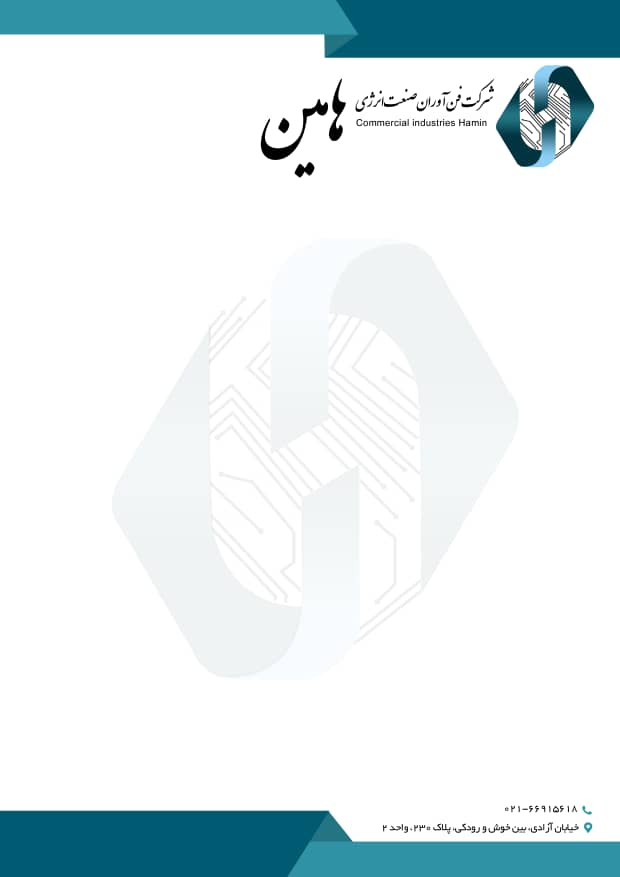 شرکت فن آوران صنعت انرژی
هامین
Commercial industries Hamin
۰۲۱-۶۶۹۱۵۶۱۸
خیابان آزادی، بین خوش و رودکی، پلاک ۲۳۰، واحد ۲